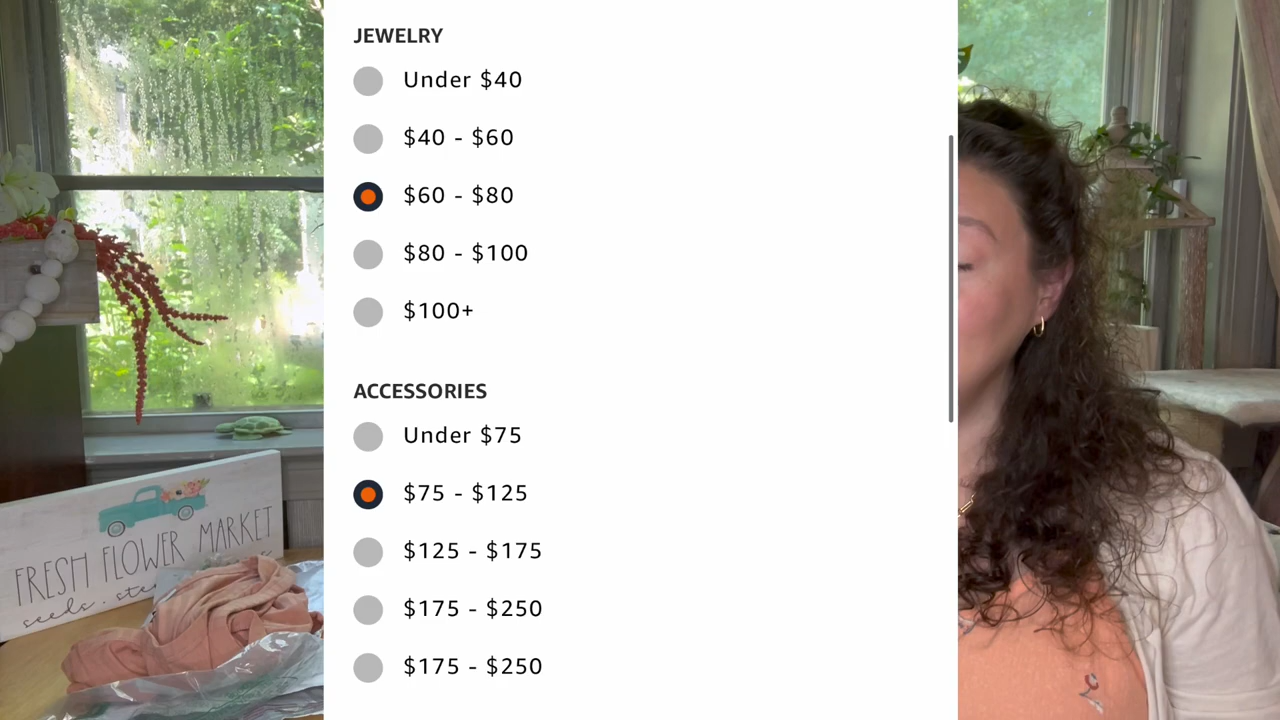 JEWELRY
Under $40
$40 - $60
$60 - $80
$80 - $100
$100+
ACCESSORIES
Under $75
$75 - $125
$125 - $175
$175 - $250
$175 - $250
FRESH FLOWER MARKET
seeds.